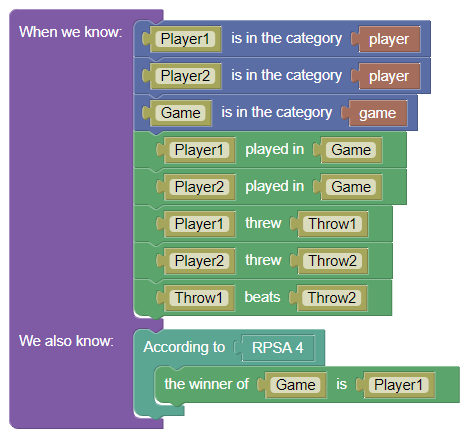 When we know: Player1 is in the category player
Player2 is in the category player
Game is in the category game
Player1 played in Game
Player2 played in Game
Player1 threw Throw1
Player2 threw Throw2
Throw1 beats Throw2
We also know: According to RPSA 4
the winner of Game is Player1